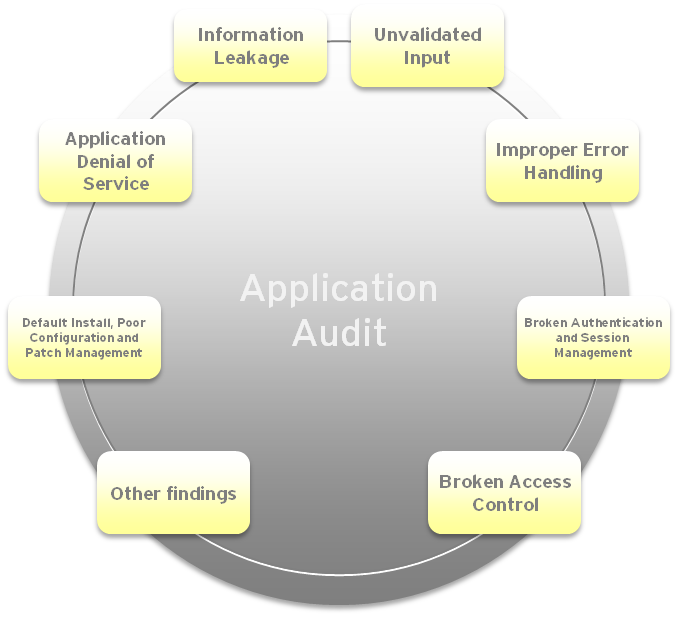 Information
Leakage
Unvalidated
Input
Application
Denial of
Service
Improper Error
Handling
Application
Audit
Default Install, Poor
Configuration and
Patch Management
Broken Authentication
and Session
Management
Other findings
Broken Access
Control